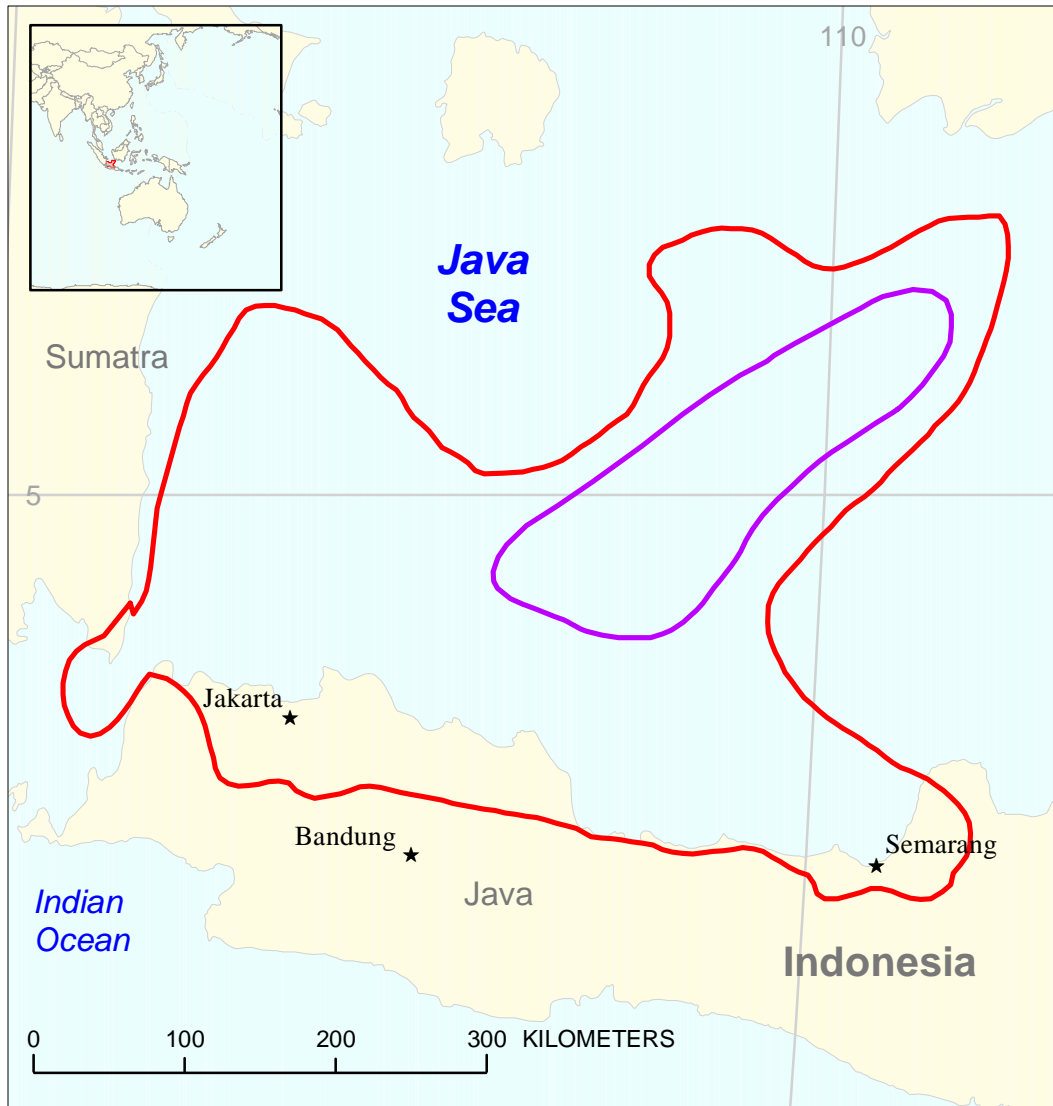 110
Java
Sea
Sumatra
5
Jakarta
Bandung
Semarang
Java
Indian
Ocean
Indonesia
0 100 200 300 KILOMETERS